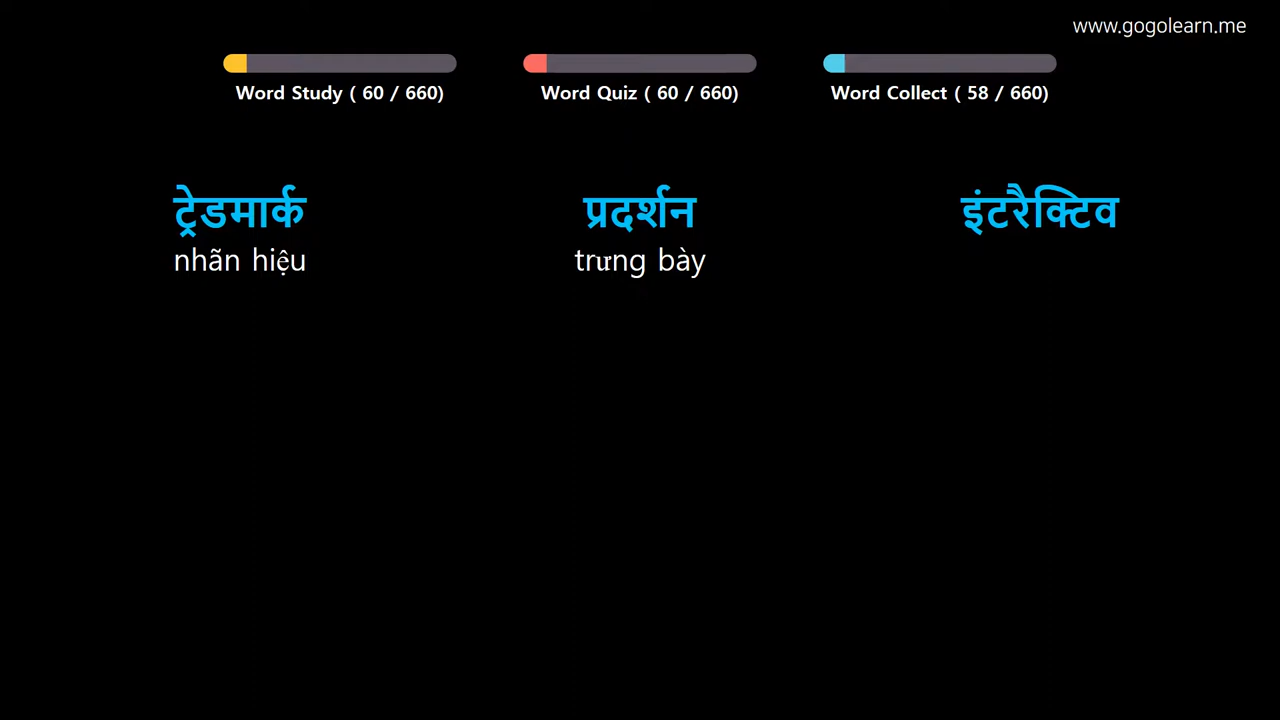 www.gogolearn.me
Word Study ( 60 / 660)
Word Quiz ( 60 / 660)
Word Collect ( 58 / 660)
ट्रेडमार्क
nhãn hiệu
प्रदर्शन
trưng bày
इंटरैक्टिव